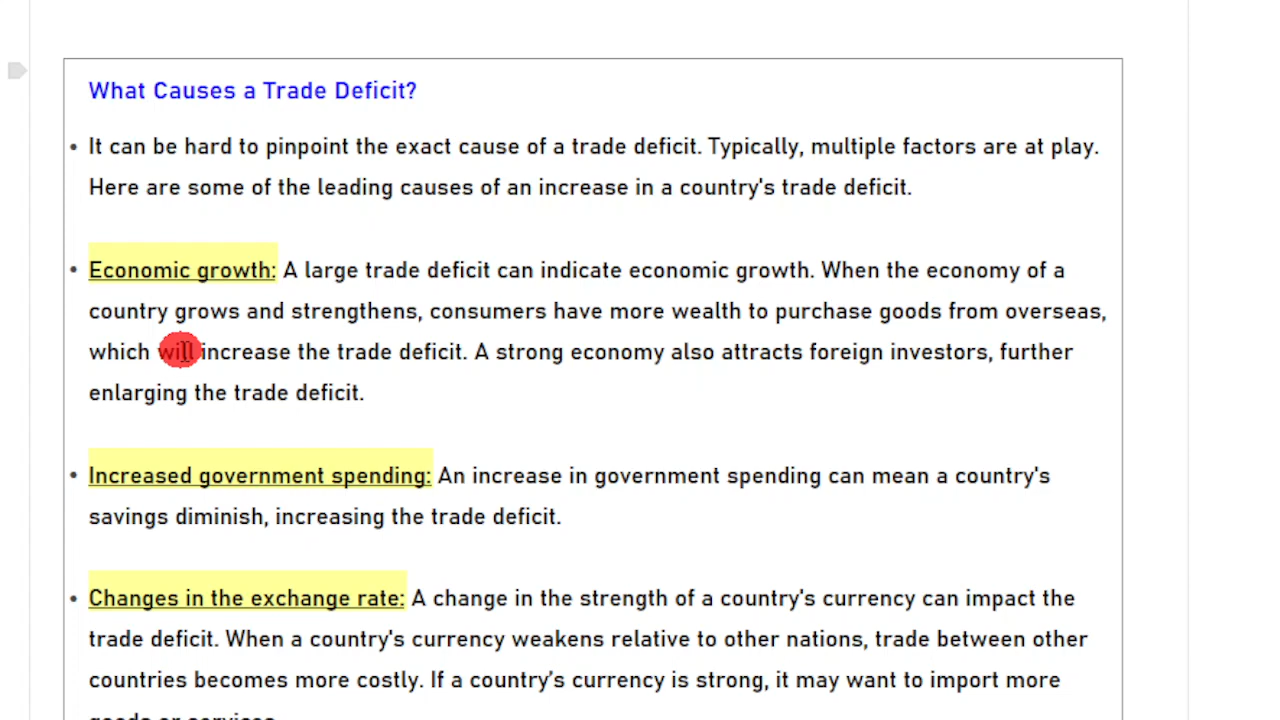 What Causes a Trade Deficit?
• It can be hard to pinpoint the exact cause of a trade deficit. Typically, multiple factors are at play.
Here are some of the leading causes of an increase in a country's trade deficit.
• Economic growth: A large trade deficit can indicate economic growth. When the economy of a
country grows and strengthens, consumers have more wealth to purchase goods from overseas,
which will increase the trade deficit. A strong economy also attracts foreign investors, further
enlarging the trade deficit.
• Increased government spending: An increase in government spending can mean a country's
savings diminish, increasing the trade deficit.
• Changes in the exchange rate: A change in the strength of a country's currency can impact the
trade deficit. When a country's currency weakens relative to other nations, trade between other
countries becomes more costly. If a country’s currency is strong, it may want to import more
goods or services.